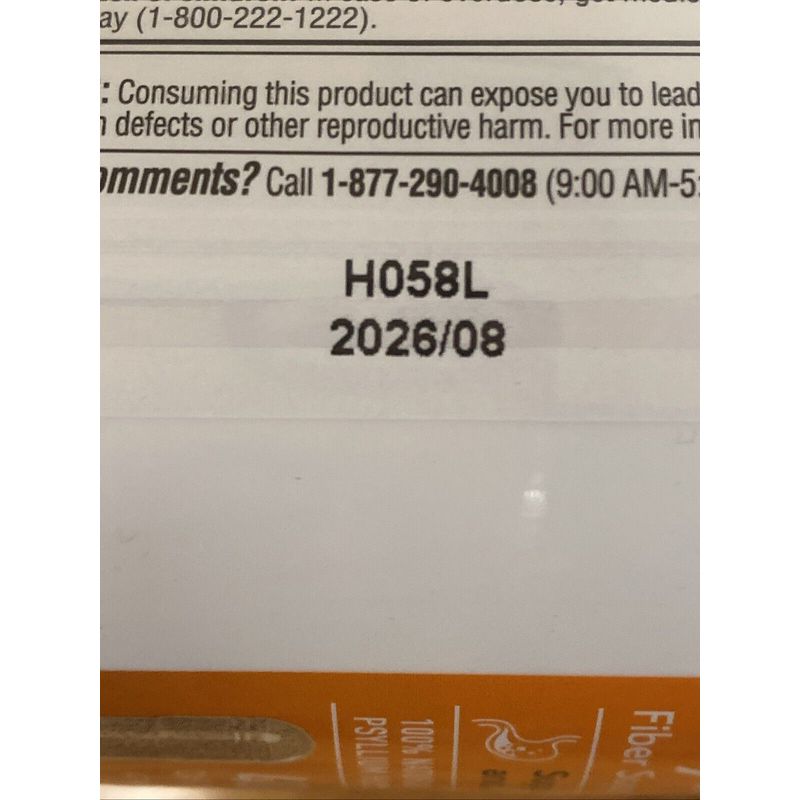 ay (1-800-222-1222).
: Consuming this product can expose you to lead
defects or other reproductive harm. For more in
omments? Call 1-877-290-4008 (9:00 AM-5:
H058L
2026/08
100%
PSYLLIUM
Fiber